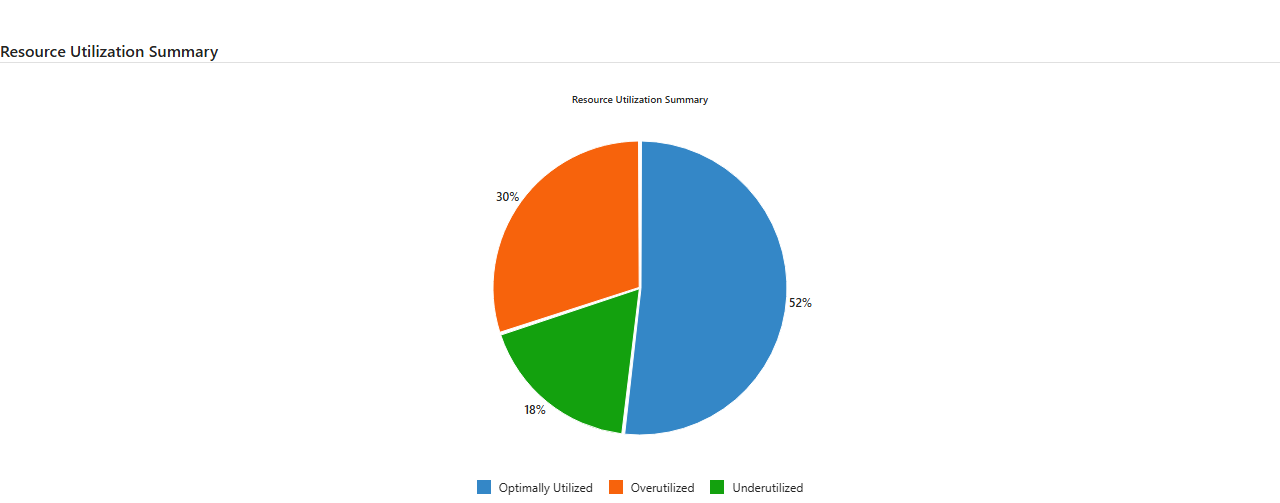 Resource Utilization Summary
Resource Utilization Summary
30%
52%
18%
Optimally Utilized Overutilized Underutilized